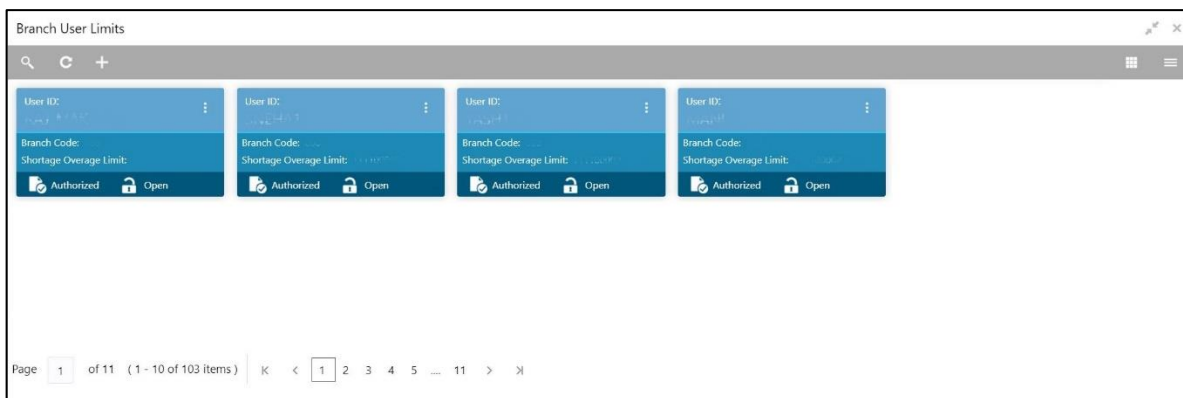 Branch User Limits
User ID: User ID: User ID: User ID:
Branch Code: Branch Code: Branch Code: Branch Code:
Shortage Overage Limit: Shortage Overage Limit: Shortage Overage Limit: Shortage Overage Limit:
Authorized Open Authorized Open Authorized Open Authorized Open
Page 1 of 11 ( 1 - 10 of 103 items ) 1 2 3 4 5 .... 11